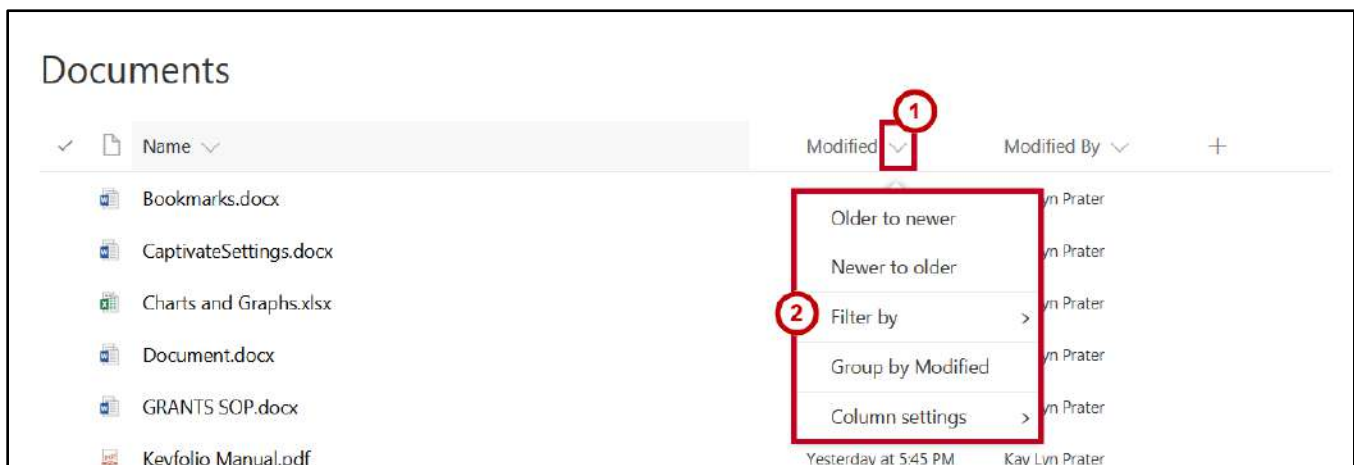 Documents
1
Name Modified Modified By
Bookmarks.docx yn Prater
Older to newer
CaptivateSettings.docx yn Prater
Newer to older
Charts and Graphs.xlsx yn Prater
2 Filter by
Document.docx yn Prater
Group by Modified
GRANTS SOP.docx yn Prater
Column settings
Keyfolio Manual.pdf Yesterday at 5:45 PM Kay Lyn Prater